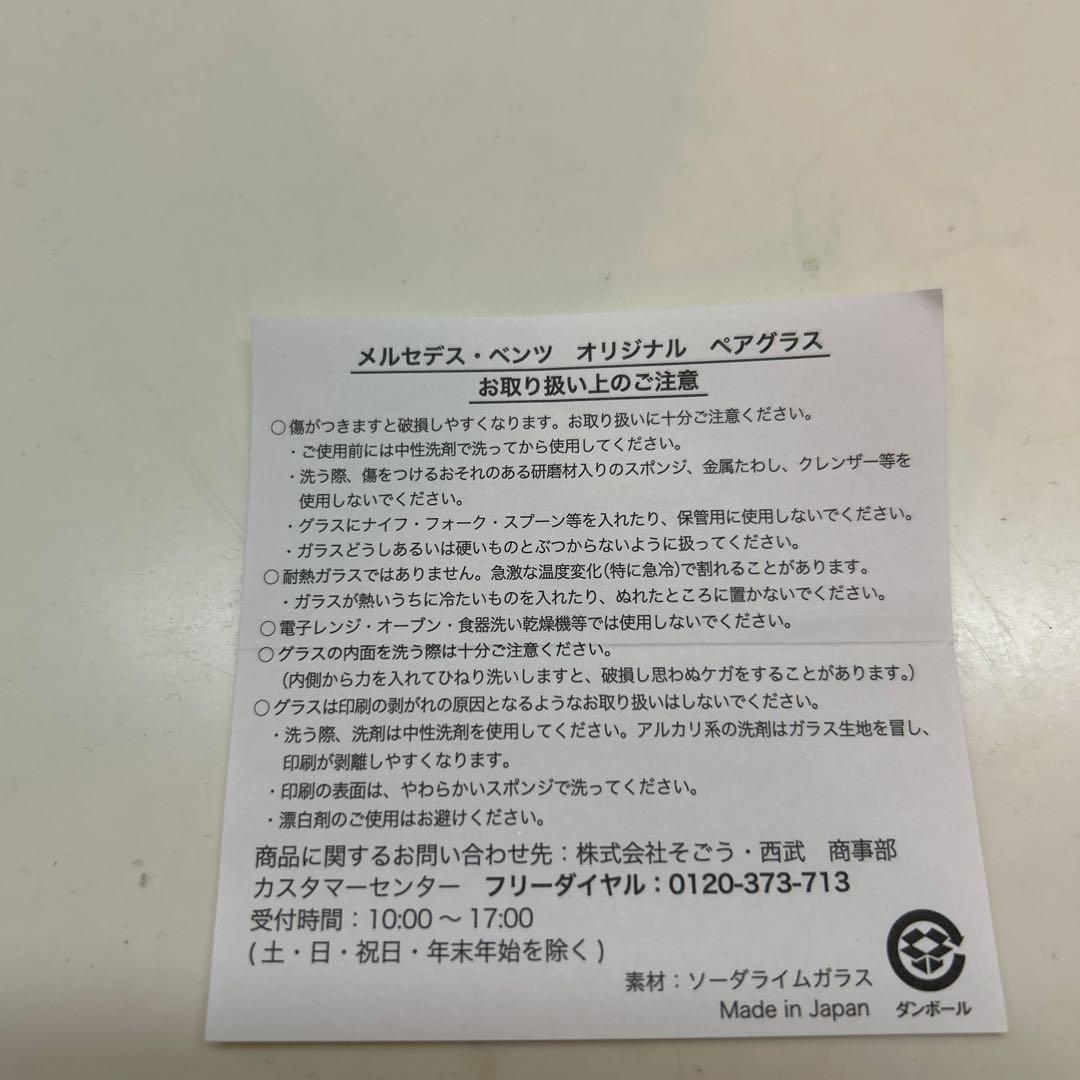 メルセデス・ベンツ　オリジナル　ペアグラス
お取り扱い上のご注意
○傷がつきますと破損しやすくなります。お取り扱いに十分ご注意ください。
・ご使用前には中性洗剤で洗ってから使用してください。
・洗う際、傷をつけるおそれのある研磨材入りのスポンジ、金属たわし、クレンザー等を
使用しないでください。
・グラスにナイフ・フォーク・スプーン等を入れたり、保管用に使用しないでください。
・ガラスどうしあるいは硬いものとぶつからないように扱ってください。
○耐熱ガラスではありません。急激な温度変化(特に急冷)で割れることがあります。
・ガラスが熱いうちに冷たいものを入れたり、ぬれたところに置かないでください。
○電子レンジ・オーブン・食器洗い乾燥機等では使用しないでください。
○グラスの内面を洗う際は十分ご注意ください。
(内側から力を入れてひねり洗いしますと、破損し思わぬケガをすることがあります。)
○グラスは印刷の剥がれの原因となるようなお取り扱いはしないでください。
・洗う際、洗剤は中性洗剤を使用してください。アルカリ系の洗剤はガラス生地を冒し、
印刷が剥離しやすくなります。
・印刷の表面は、やわらかいスポンジで洗ってください。
・漂白剤のご使用はお避けください。
商品に関するお問い合わせ先：株式会社そごう・西武　商事部
カスタマーセンター　フリーダイヤル：0120-373-713
受付時間：10:00～17:00
(土・日・祝日・年末年始を除く)
素材：ソーダライムガラス
Made in Japan
ダンボール